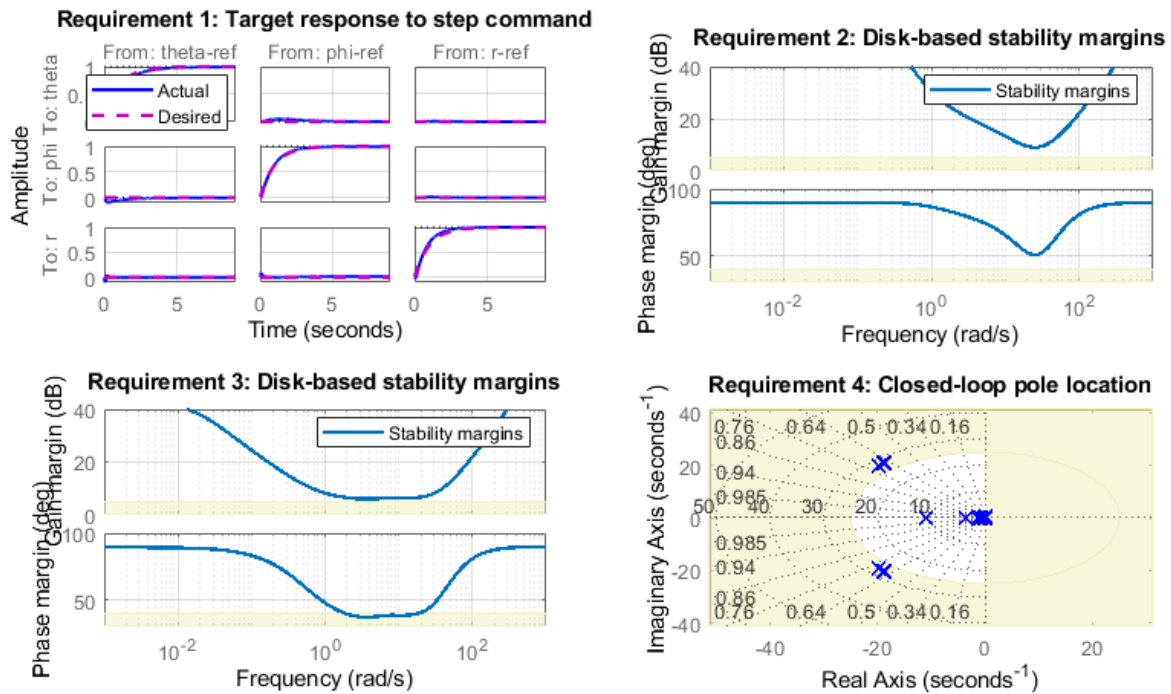 Requirement 1: Target response to step command
From: theta-ref From: phi-ref From: r-ref
To: theta
1
0.
Actual
Desired
Amplitude
To: phi
1
0.5
0
To: r
1
0.5
0
0 5 0 5 0 5
Time (seconds)
Requirement 2: Disk-based stability margins
Gain margin (dB)
40
20
0
Stability margins
Phase margin (deg)
100
50
10-2 100 102
Frequency (rad/s)
Requirement 3: Disk-based stability margins
Gain margin (dB)
40
20
0
Stability margins
Phase margin (deg)
100
50
10-2 100 102
Frequency (rad/s)
Requirement 4: Closed-loop pole location
Imaginary Axis (seconds-1)
40
20
0
-20
-40
0.76 0.64 0.5 0.34 0.16
0.86
0.94
0.985
50 40 30 20 10
0.985
0.94
0.86
0.76 0.64 0.5 0.34 0.16
-40 -20 0 20
Real Axis (seconds-1)